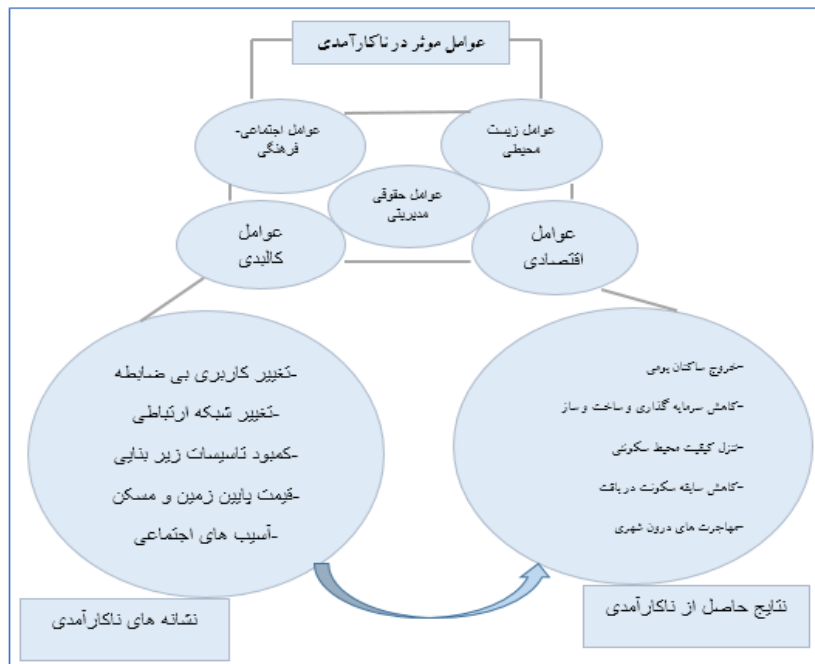 عوامل موثر در ناکارآمدی
عوامل زیست
محیطی
عوامل اجتماعی-
فرهنگی
عوامل حقوقی
مدیریتی
عوامل
اقتصادی
عوامل
کالبدی
-خروج ساکنان بومی
-کاهش سرمایه گذاری و ساخت و ساز
-تنزل کیفیت محیط سکونتی
-کاهش سابقه سکونت در بافت
-مهاجرت های درون شهری
-تغییر کاربری بی ضابطه
-تغییر شبکه ارتباطی
-کمبود تاسیسات زیر بنایی
-قیمت پایین زمین و مسکن
-آسیب های اجتماعی
نتایج حاصل از ناکارآمدی
نشانه های ناکارآمدی